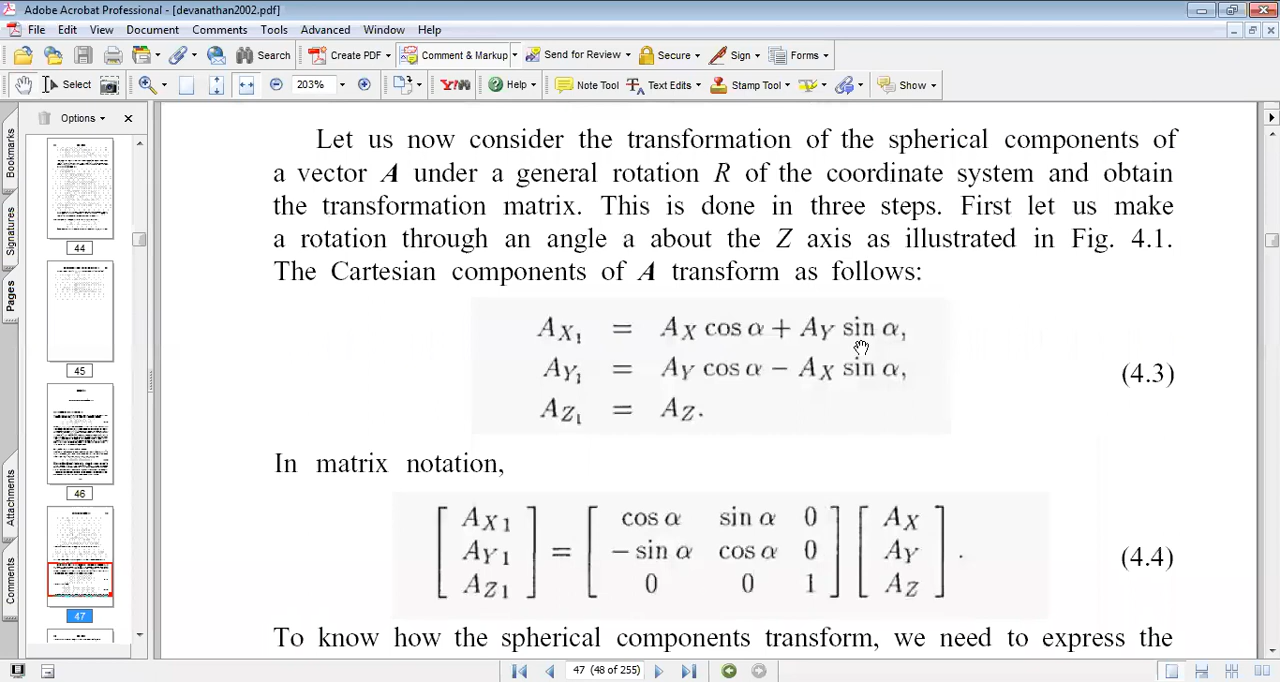 Adobe Acrobat Professional - [devanathan2002.pdf]
File Edit View Document Comments Tools Advanced Window Help
Search Create PDF Comment & Markup Send for Review Secure Sign Forms
Select 203% Y! Help Note Tool Text Edits Stamp Tool Show
Options
Bookmarks
Signatures
Pages
Attachments
Comments
44
45
46
47
Let us now consider the transformation of the spherical components of
a vector A under a general rotation R of the coordinate system and obtain
the transformation matrix. This is done in three steps. First let us make
a rotation through an angle a about the Z axis as illustrated in Fig. 4.1.
The Cartesian components of A transform as follows:
A_{X_1} = A_X cos α + A_Y sin α,
A_{Y_1} = A_Y cos α − A_X sin α, (4.3)
A_{Z_1} = A_Z.
In matrix notation,
[ A_{X1} ] [ cos α sin α 0 ] [ A_X ]
[ A_{Y1} ] = [ − sin α cos α 0 ] [ A_Y ] . (4.4)
[ A_{Z1} ] [ 0 0 1 ] [ A_Z ]
To know how the spherical components transform, we need to express the
47 (48 of 255)